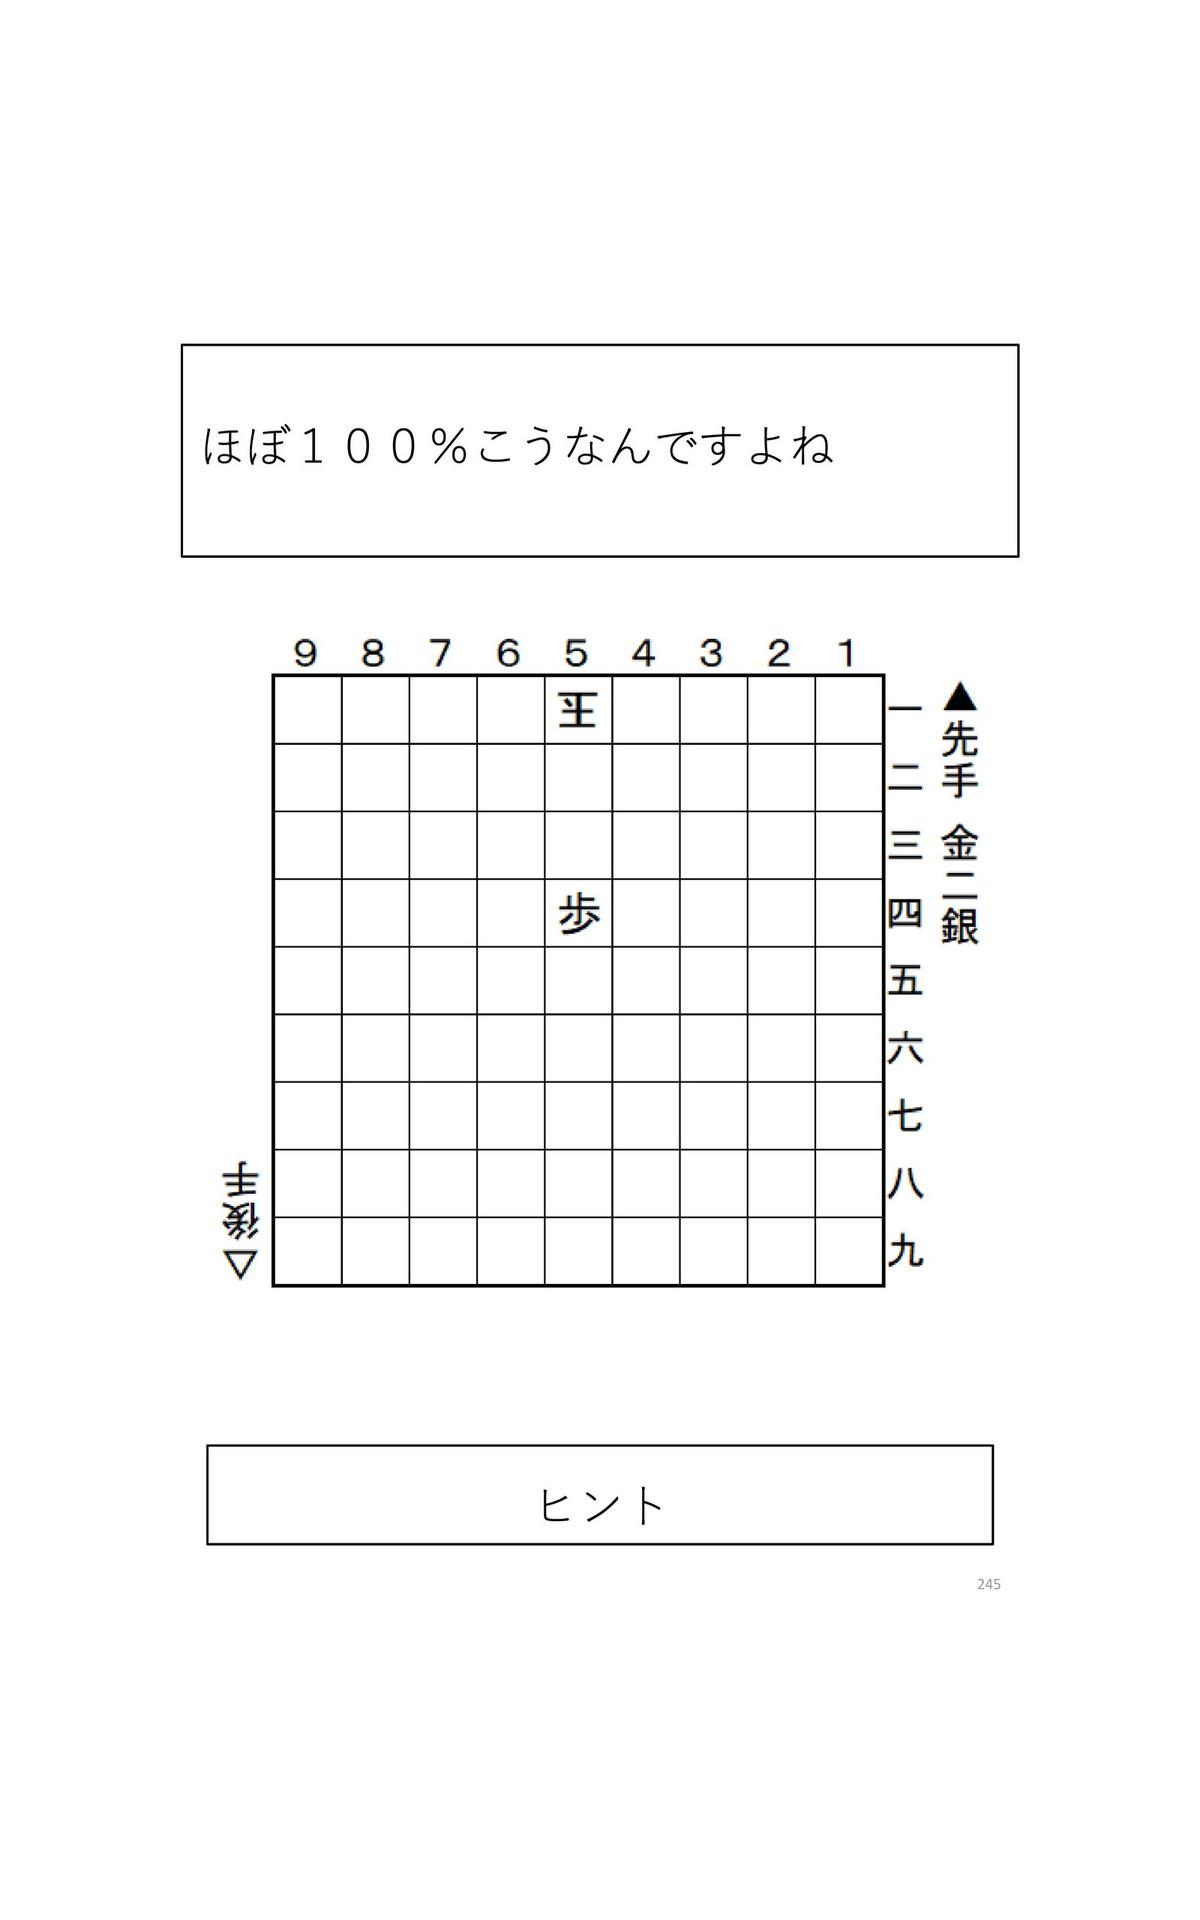 ほぼ１００％こうなんですよね
9 8 7 6 5 4 3 2 1
王
歩
一
二
三
四
五
六
七
八
九
▲先手 金二銀
△後手
ヒント
245